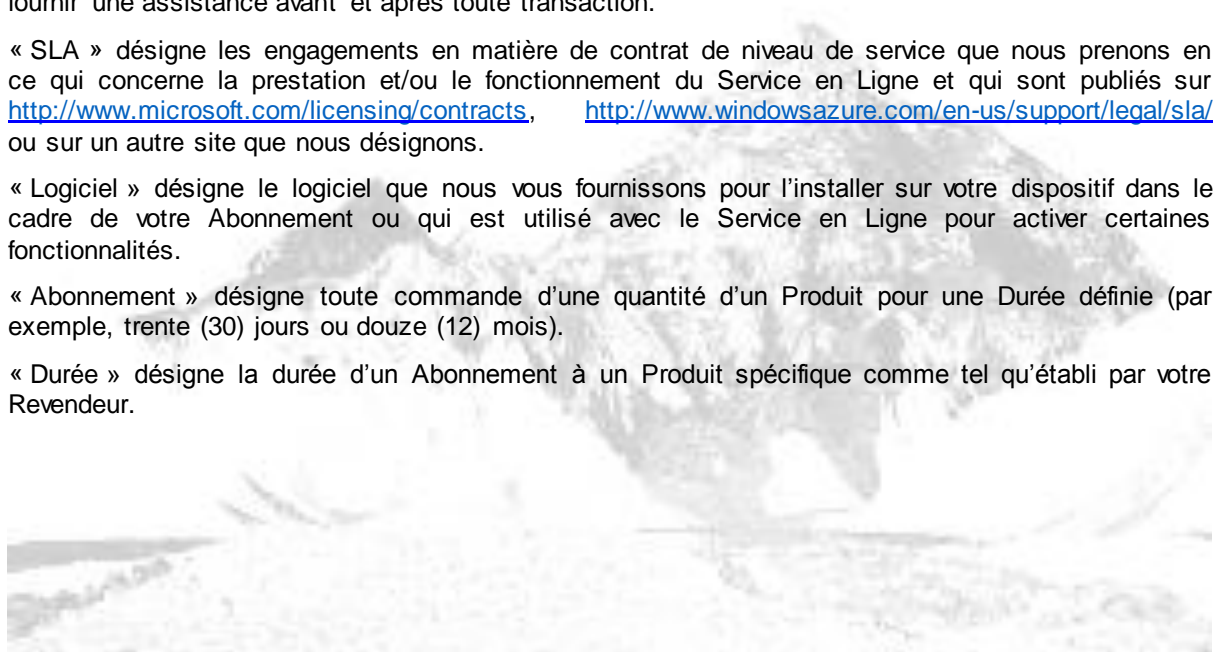 fournir une assistance avant et après toute transaction.
« SLA » désigne les engagements en matière de contrat de niveau de service que nous prenons en
ce qui concerne la prestation et/ou le fonctionnement du Service en Ligne et qui sont publiés sur
http://www.microsoft.com/licensing/contracts, http://www.windowsazure.com/en-us/support/legal/sla/
ou sur un autre site que nous désignons.
« Logiciel » désigne le logiciel que nous vous fournissons pour l'installer sur votre dispositif dans le
cadre de votre Abonnement ou qui est utilisé avec le Service en Ligne pour activer certaines
fonctionnalités.
« Abonnement » désigne toute commande d'une quantité d'un Produit pour une Durée définie (par
exemple, trente (30) jours ou douze (12) mois).
« Durée » désigne la durée d'un Abonnement à un Produit spécifique comme tel qu'établi par votre
Revendeur.